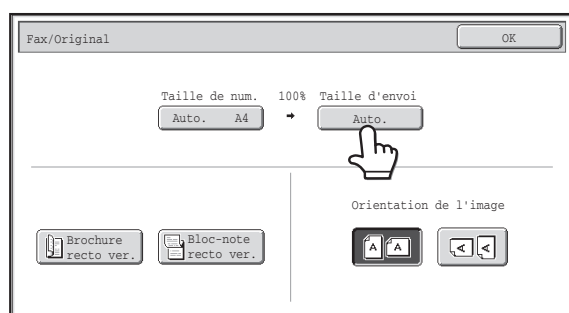 Fax/Original
OK
Taille de num. 100% Taille d'envoi
Auto. A4 → Auto.
Orientation de l'image
Brochure
recto ver.
Bloc-note
recto ver.
A A A A